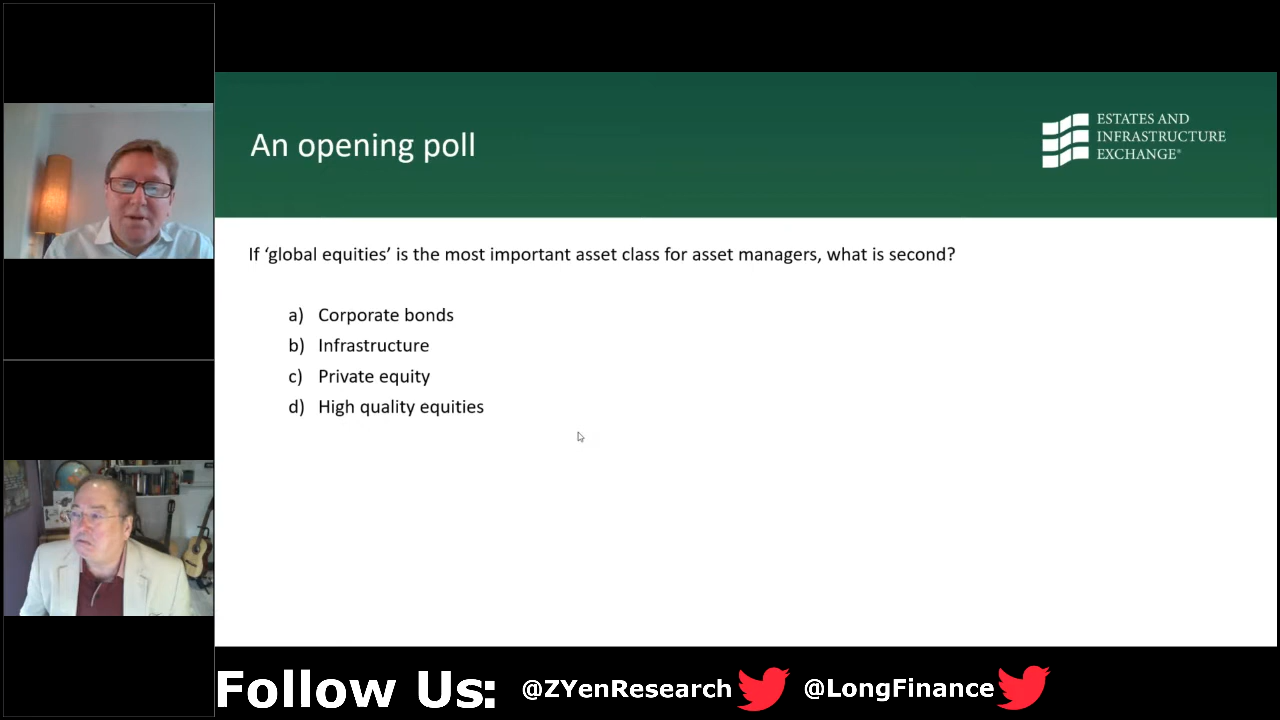 An opening poll
ESTATES AND
INFRASTRUCTURE
EXCHANGE®
If ‘global equities’ is the most important asset class for asset managers, what is second?
a) Corporate bonds
b) Infrastructure
c) Private equity
d) High quality equities
Follow Us: @ZYenResearch @LongFinance